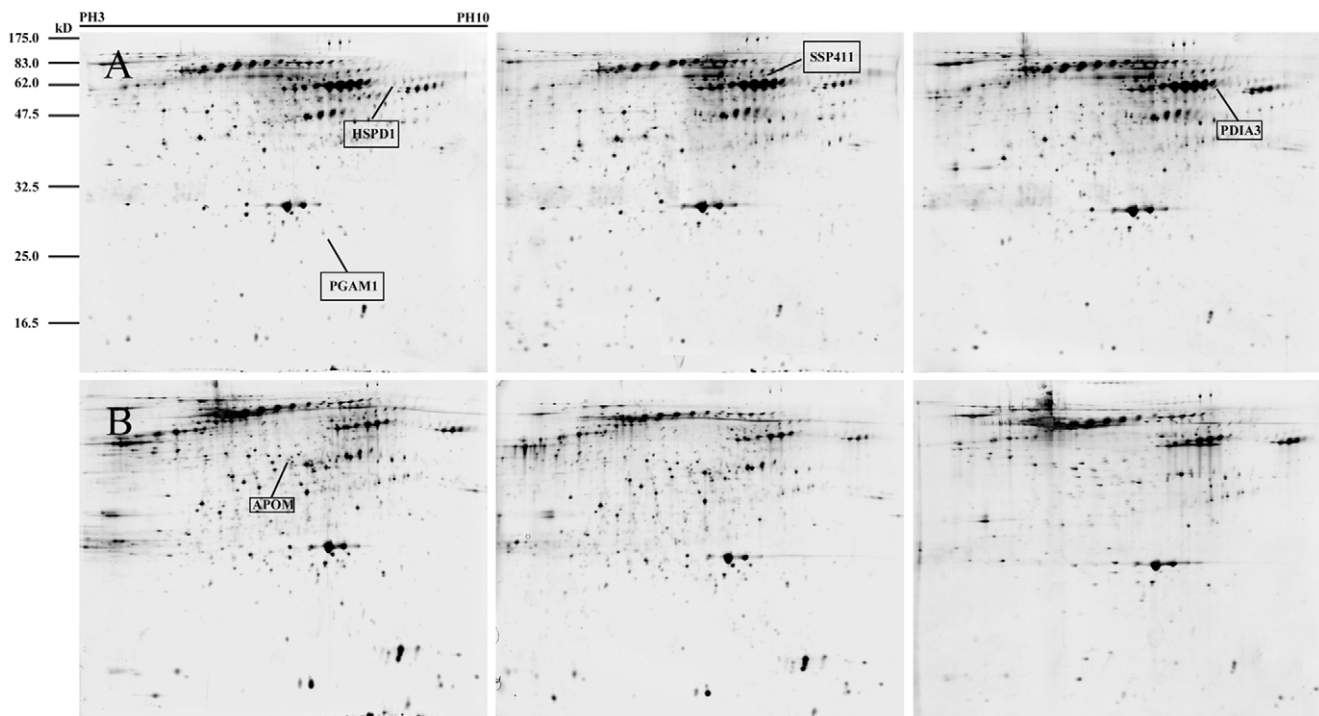 PH3 PH10
kD
175.0
83.0
62.0
47.5
32.5
25.0
16.5
A
HSPD1
PGAM1
SSP411
PDIA3
B
APOM